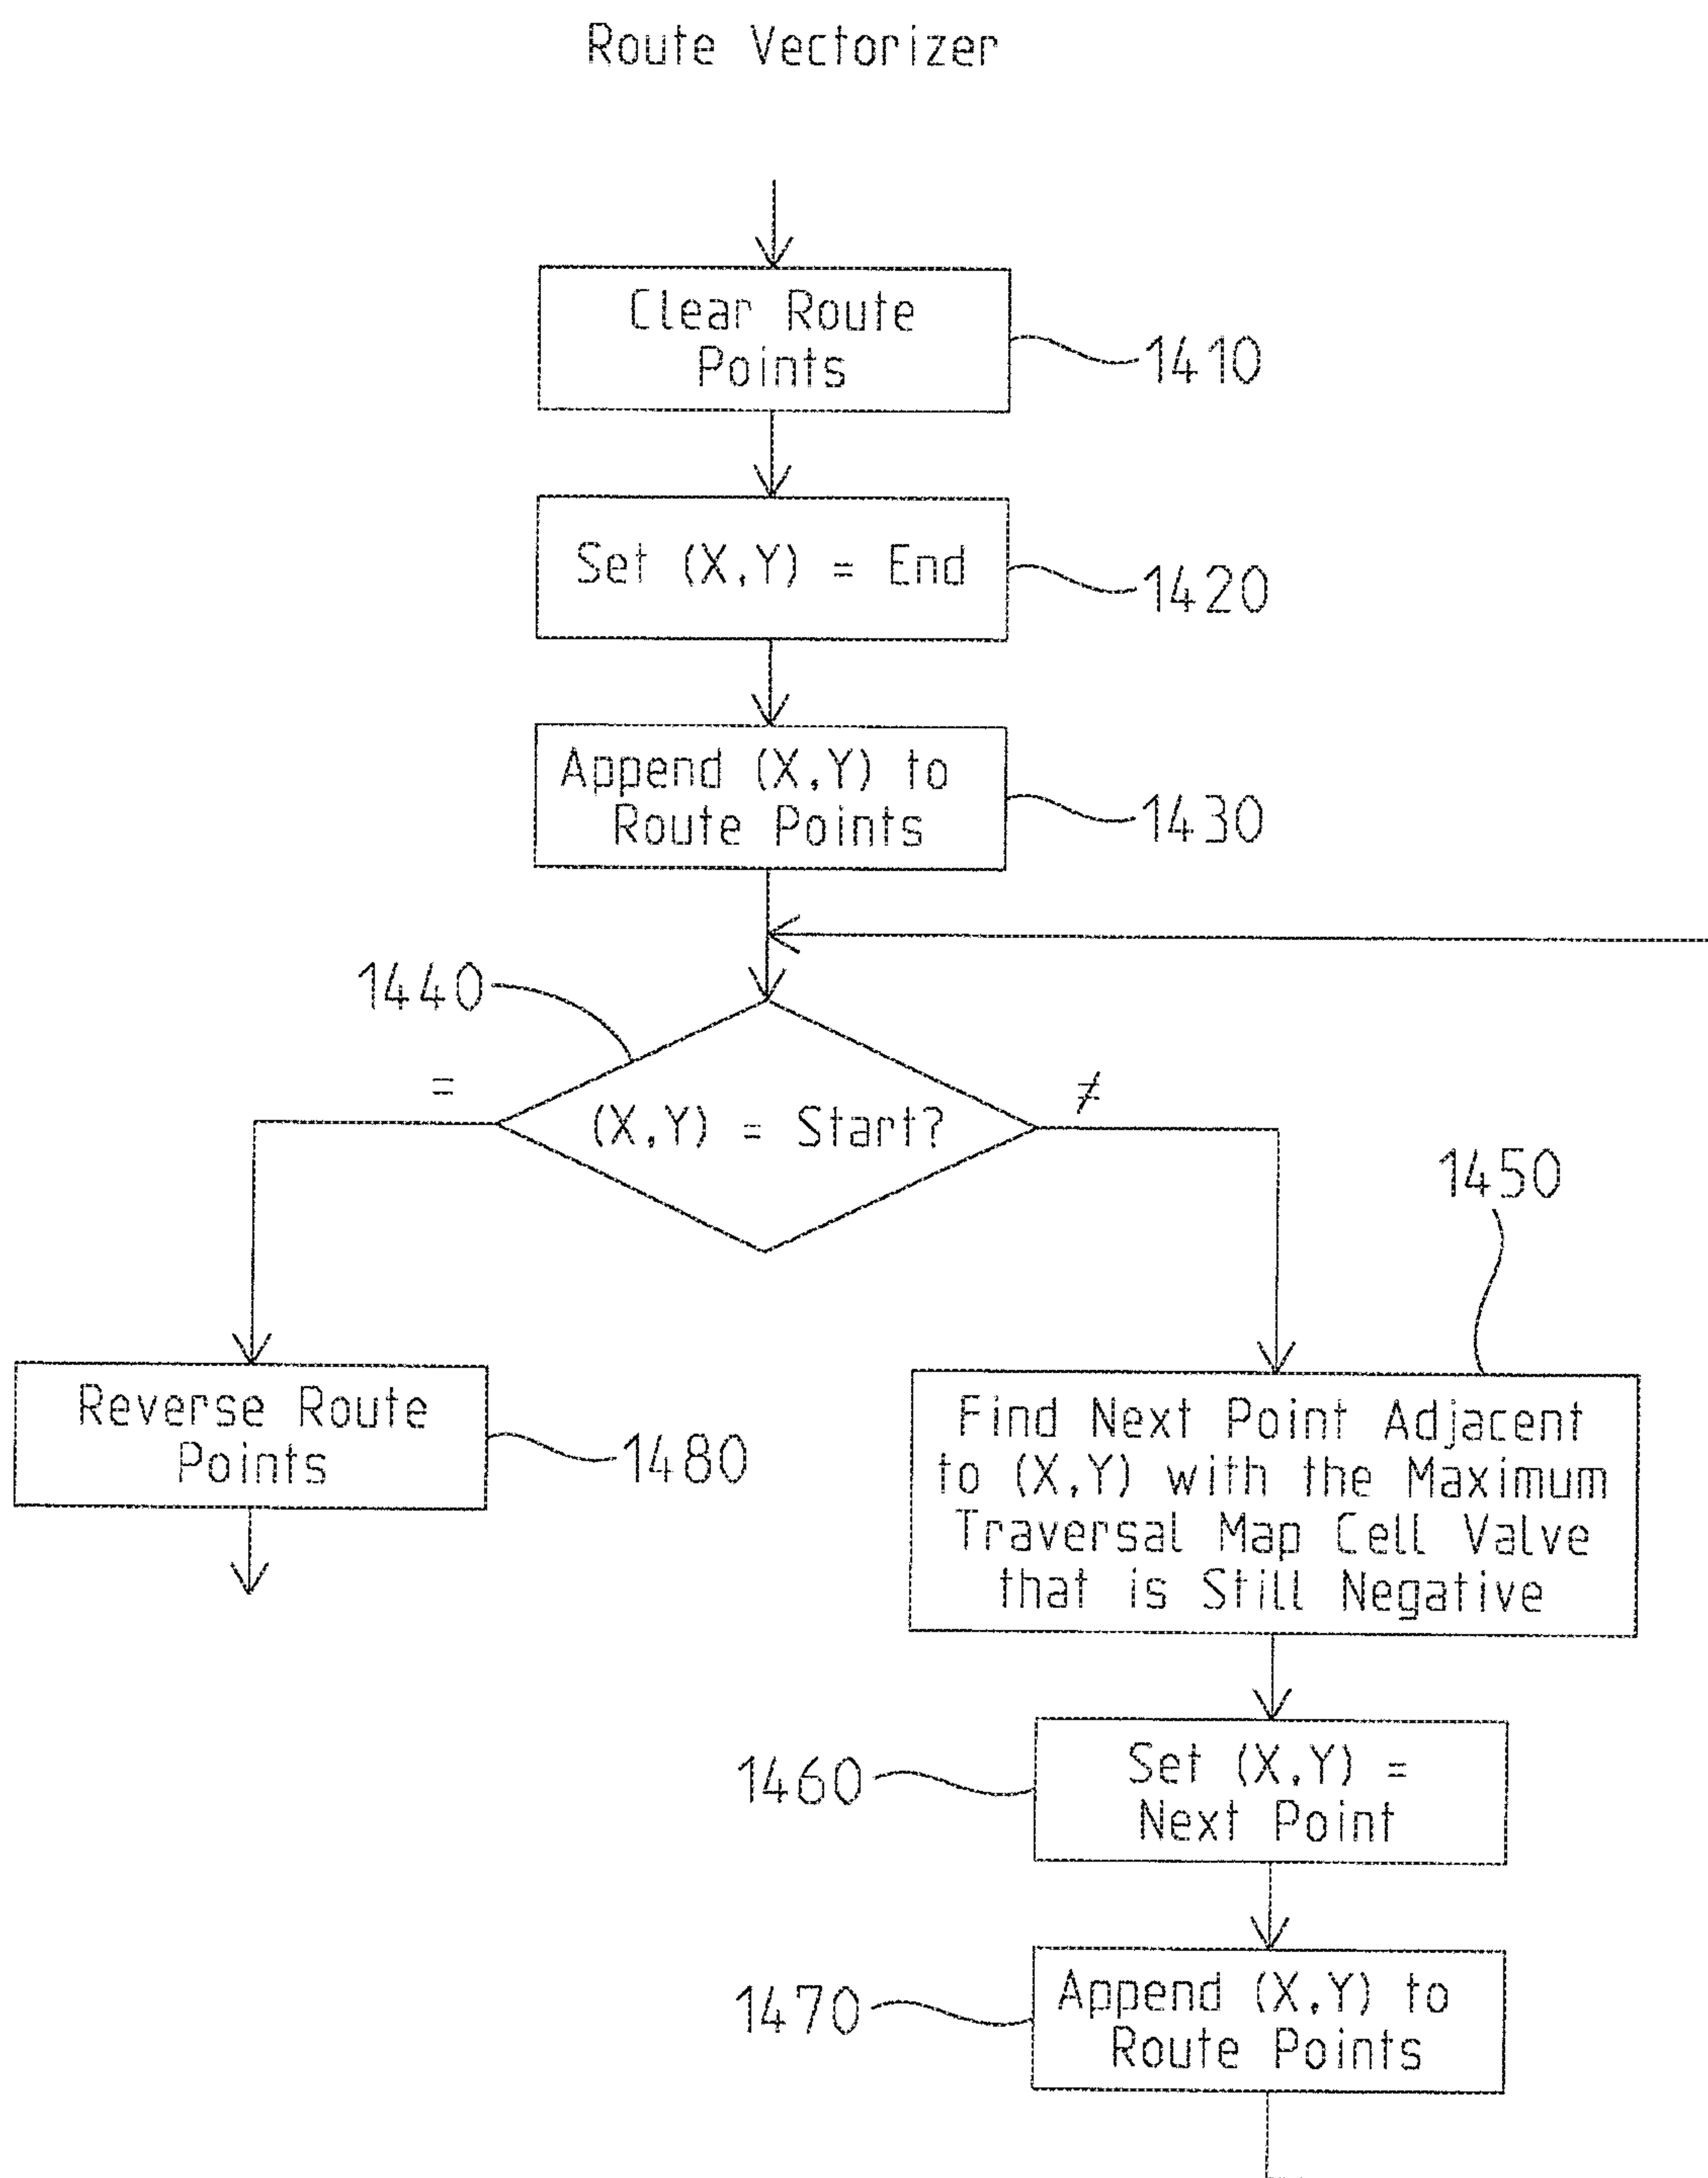 Route Vectorizer
Clear Route
Points
1410
Set (X,Y) = End
1420
Append (X,Y) to
Route Points
1430
1440
=
(X,Y) = Start?
≠
1450
Reverse Route
Points
1480
Find Next Point Adjacent
to (X,Y) with the Maximum
Traversal Map Cell Valve
that is Still Negative
1460
Set (X,Y) =
Next Point
1470
Append (X,Y) to
Route Points